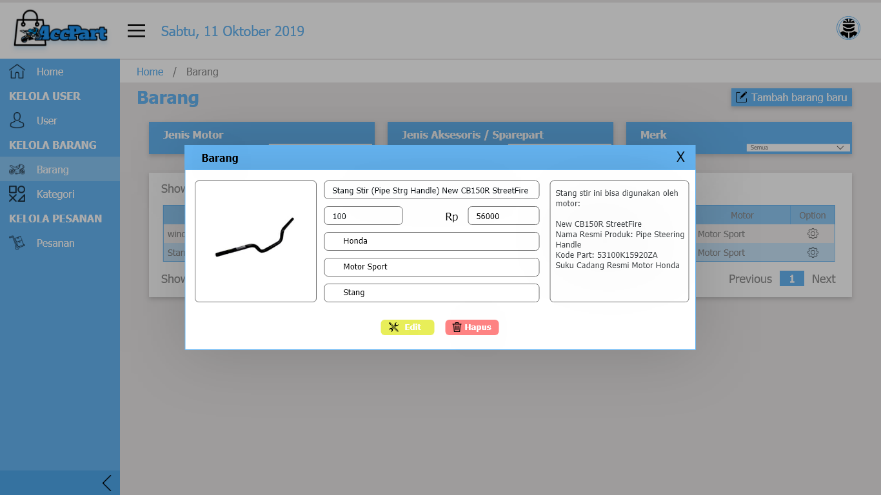 AccPart
Sabtu, 11 Oktober 2019
Home
KELOLA USER
User
KELOLA BARANG
Barang
Kategori
KELOLA PESANAN
Pesanan
Home / Barang
Barang
Tambah barang baru
Jenis Motor
Jenis Aksesoris / Sparepart
Merk
Semua
Show
Motor
Option
Motor Sport
Motor Sport
Show
Previous 1 Next
Barang
X
Stang Stir (Pipe Strg Handle) New CB150R StreetFire
100
Rp
56000
Honda
Motor Sport
Stang
Stang stir ini bisa digunakan oleh
motor:
New CB150R StreetFire
Nama Resmi Produk: Pipe Steering
Handle
Kode Part: 53100K15920ZA
Suku Cadang Resmi Motor Honda
Edit
Hapus